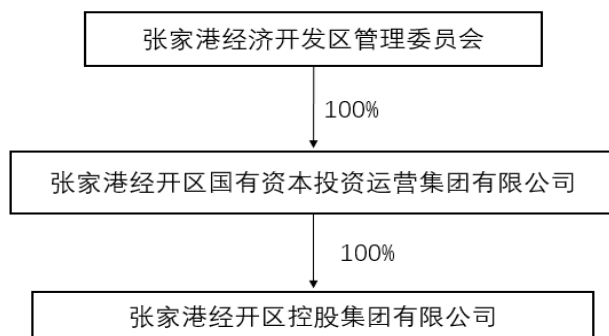 张家港经济开发区管理委员会
100%
张家港经开区国有资本投资运营集团有限公司
100%
张家港经开区控股集团有限公司